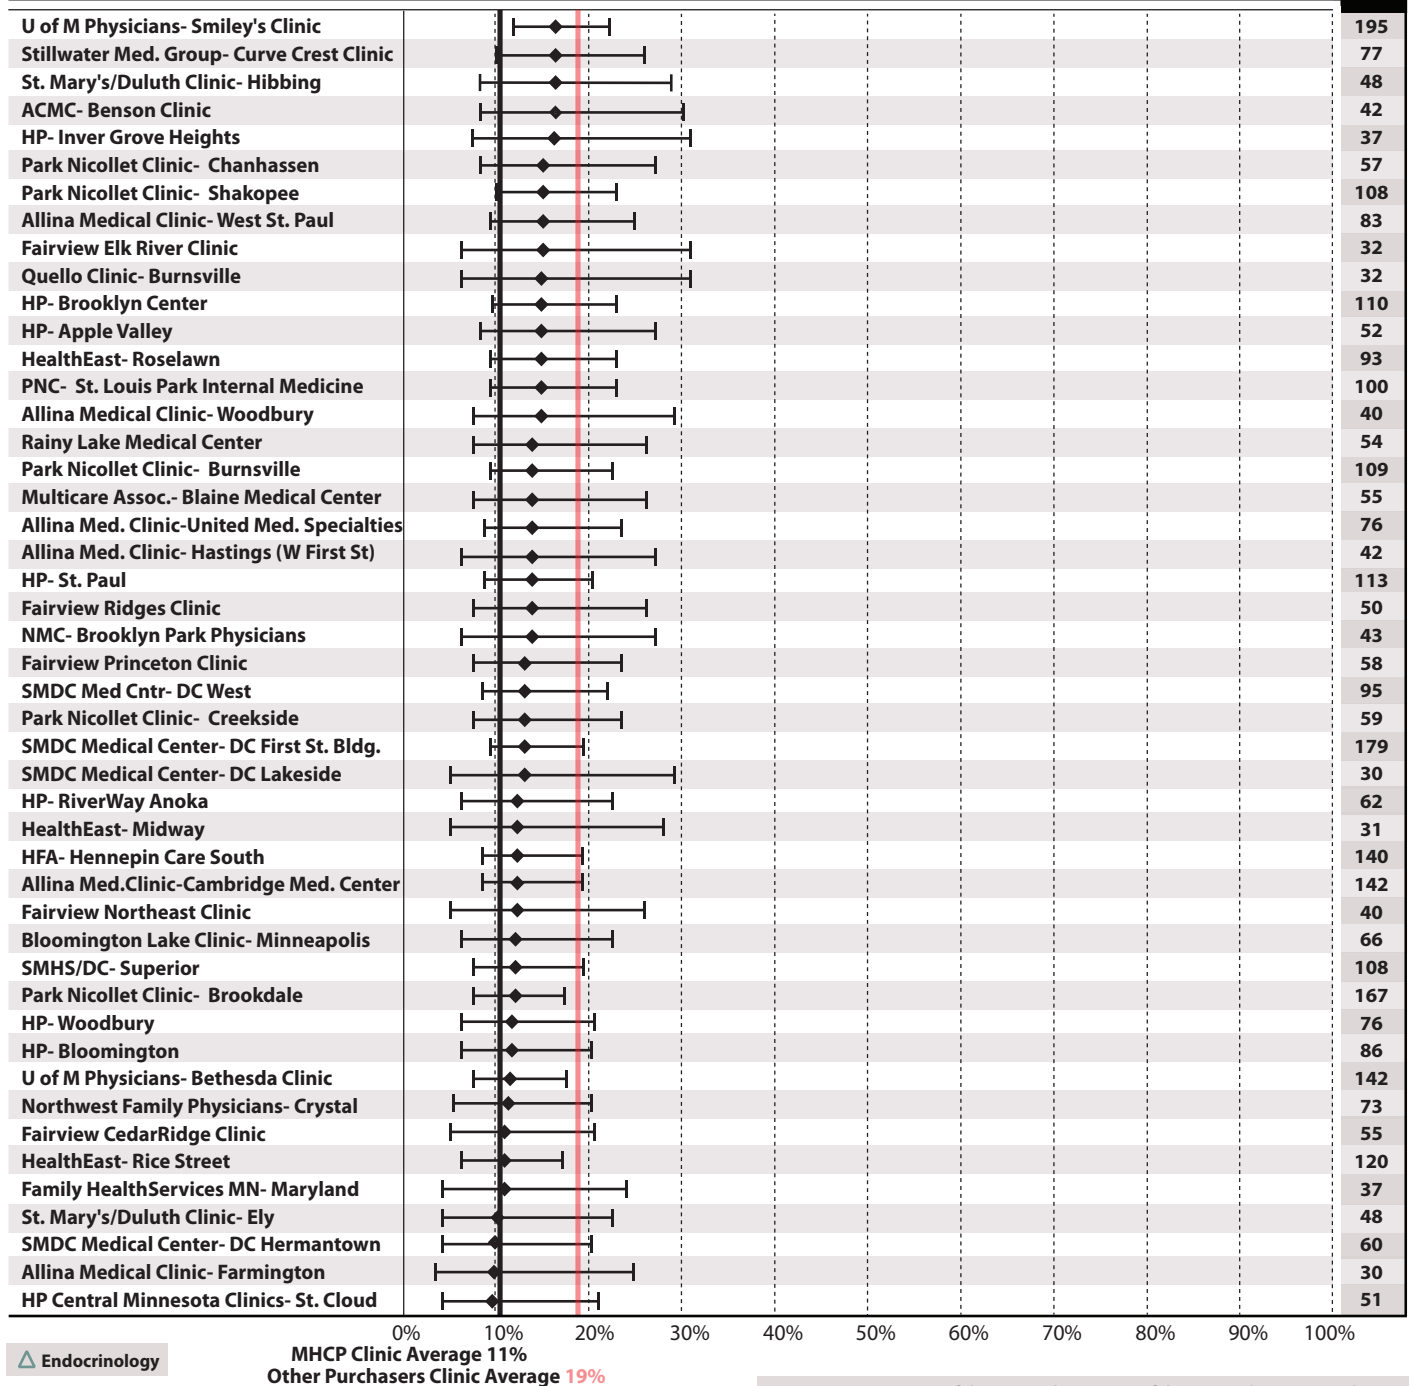 U of M Physicians- Smiley's Clinic 195
Stillwater Med. Group- Curve Crest Clinic 77
St. Mary's/Duluth Clinic- Hibbing 48
ACMC- Benson Clinic 42
HP- Inver Grove Heights 37
Park Nicollet Clinic- Chanhassen 57
Park Nicollet Clinic- Shakopee 108
Allina Medical Clinic- West St. Paul 83
Fairview Elk River Clinic 32
Quello Clinic- Burnsville 32
HP- Brooklyn Center 110
HP- Apple Valley 52
HealthEast- Roselawn 93
PNC- St. Louis Park Internal Medicine 100
Allina Medical Clinic- Woodbury 40
Rainy Lake Medical Center 54
Park Nicollet Clinic- Burnsville 109
Multicare Assoc.- Blaine Medical Center 55
Allina Med. Clinic-United Med. Specialties 76
Allina Med. Clinic- Hastings (W First St) 42
HP- St. Paul 113
Fairview Ridges Clinic 50
NMC- Brooklyn Park Physicians 43
Fairview Princeton Clinic 58
SMDC Med Cntr- DC West 95
Park Nicollet Clinic- Creekside 59
SMDC Medical Center- DC First St. Bldg. 179
SMDC Medical Center- DC Lakeside 30
HP- RiverWay Anoka 62
HealthEast- Midway 31
HFA- Hennepin Care South 140
Allina Med.Clinic-Cambridge Med. Center 142
Fairview Northeast Clinic 40
Bloomington Lake Clinic- Minneapolis 66
SMHS/DC- Superior 108
Park Nicollet Clinic- Brookdale 167
HP- Woodbury 76
HP- Bloomington 86
U of M Physicians- Bethesda Clinic 142
Northwest Family Physicians- Crystal 73
Fairview CedarRidge Clinic 55
HealthEast- Rice Street 120
Family HealthServices MN- Maryland 37
St. Mary's/Duluth Clinic- Ely 48
SMDC Medical Center- DC Hermantown 60
Allina Medical Clinic- Farmington 30
HP Central Minnesota Clinics- St. Cloud 51
0% 10% 20% 30% 40% 50% 60% 70% 80% 90% 100%
Endocrinology
MHCP Clinic Average 11%
Other Purchasers Clinic Average 19%